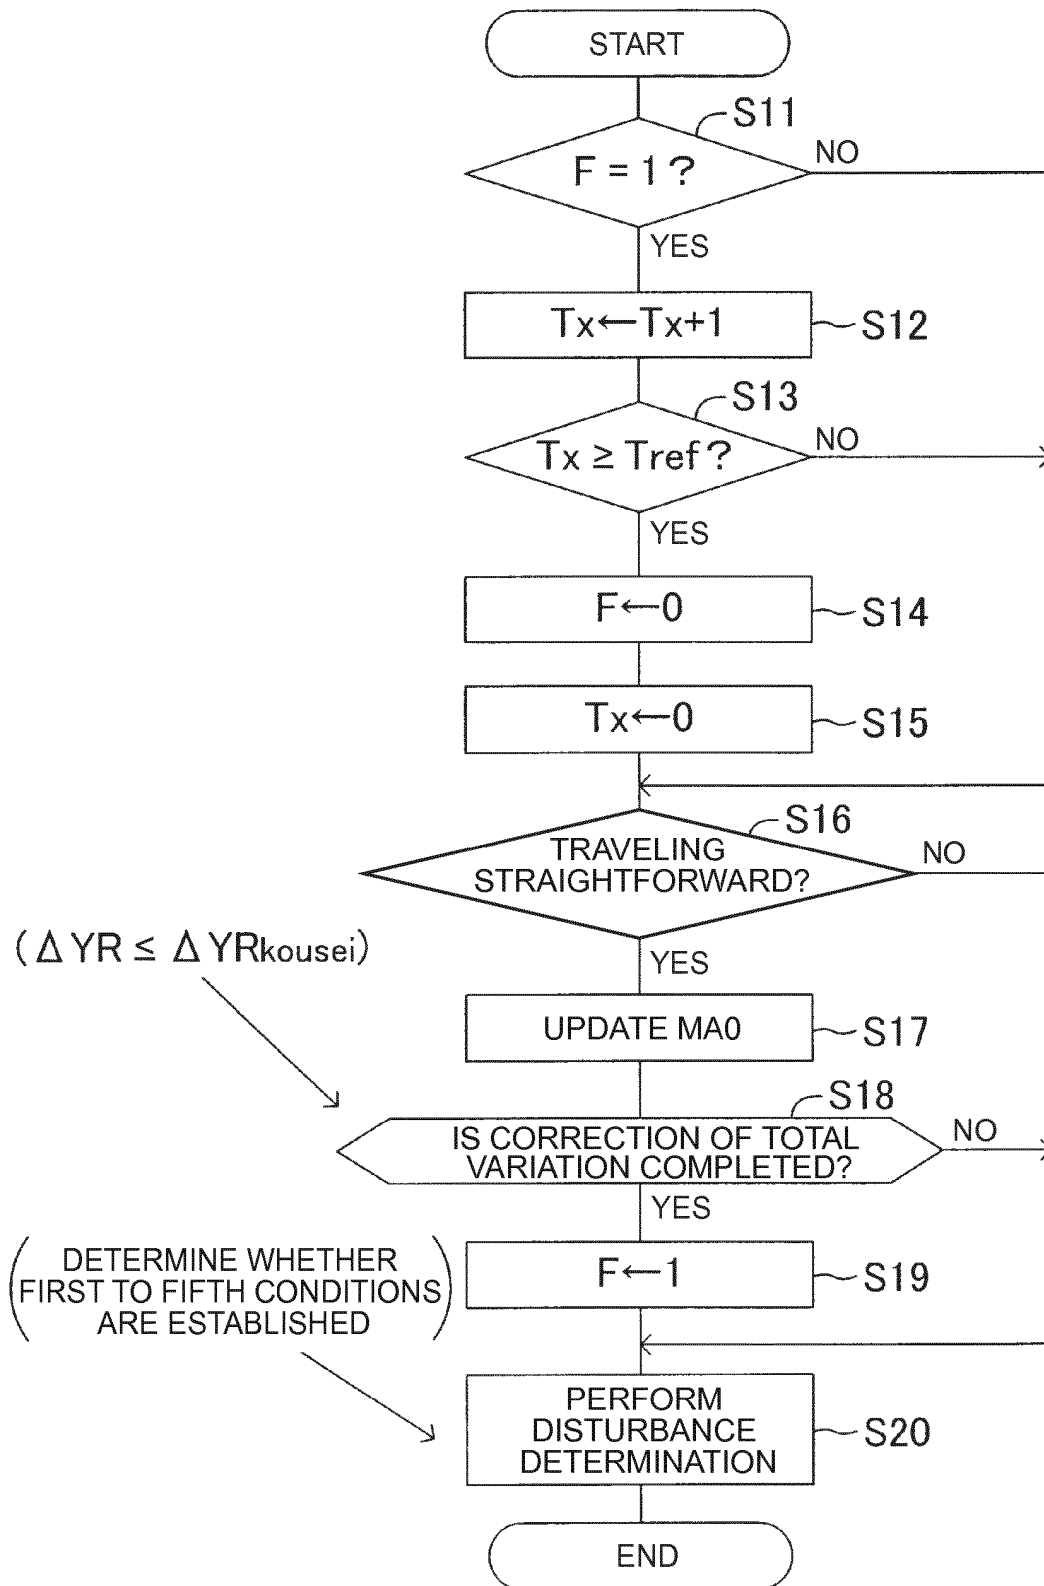 START
S11
F = 1 ?
NO
YES
Tx←Tx+1
S12
S13
Tx ≥ Tref ?
NO
YES
F←0
S14
Tx←0
S15
S16
TRAVELING
STRAIGHTFORWARD?
NO
(Δ YR ≤ Δ YRkousei)
YES
UPDATE MA0
S17
S18
IS CORRECTION OF TOTAL
VARIATION COMPLETED?
NO
YES
F←1
S19
DETERMINE WHETHER
FIRST TO FIFTH CONDITIONS
ARE ESTABLISHED
PERFORM
DISTURBANCE
DETERMINATION
S20
END